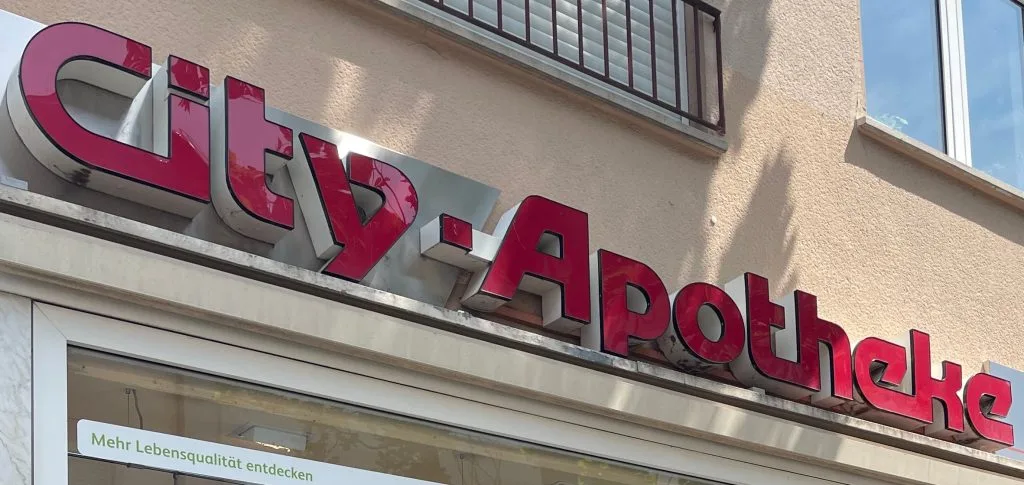 City-Apotheke
Mehr Lebensqualität entdecken